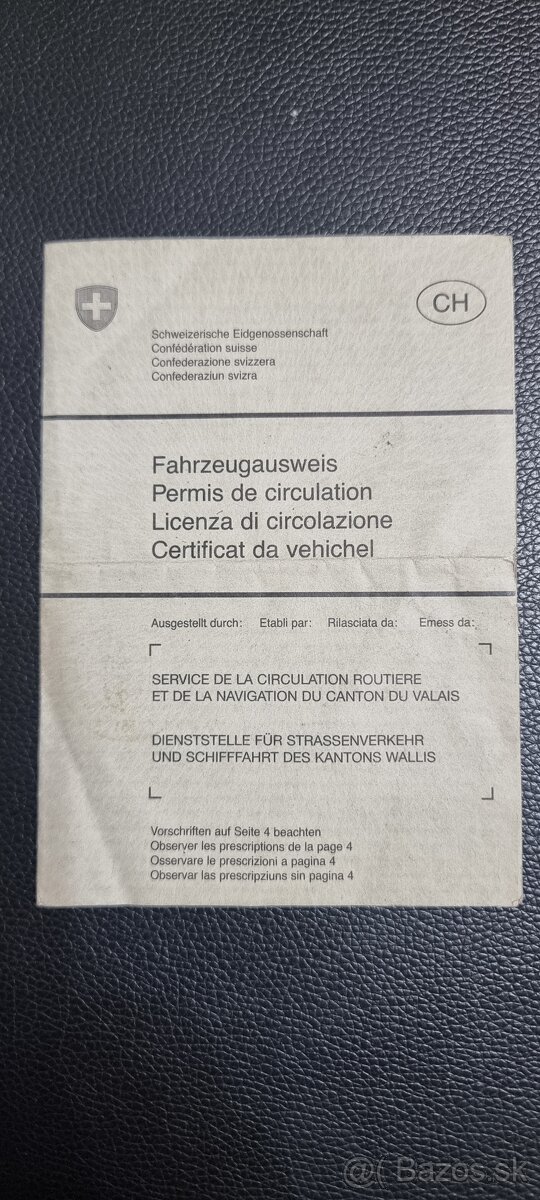 CH
Schweizerische Eidgenossenschaft
Confédération suisse
Confederazione svizzera
Confederaziun svizra
Fahrzeugausweis
Permis de circulation
Licenza di circolazione
Certificat da vehichel
Ausgestellt durch: Etabli par: Rilasciata da: Emess da:
SERVICE DE LA CIRCULATION ROUTIERE
ET DE LA NAVIGATION DU CANTON DU VALAIS
DIENSTSTELLE FÜR STRASSENVERKEHR
UND SCHIFFFAHRT DES KANTONS WALLIS
Vorschriften auf Seite 4 beachten
Observer les prescriptions de la page 4
Osservare le prescrizioni a pagina 4
Observar las prescripziuns sin pagina 4
@( Bazos.sk